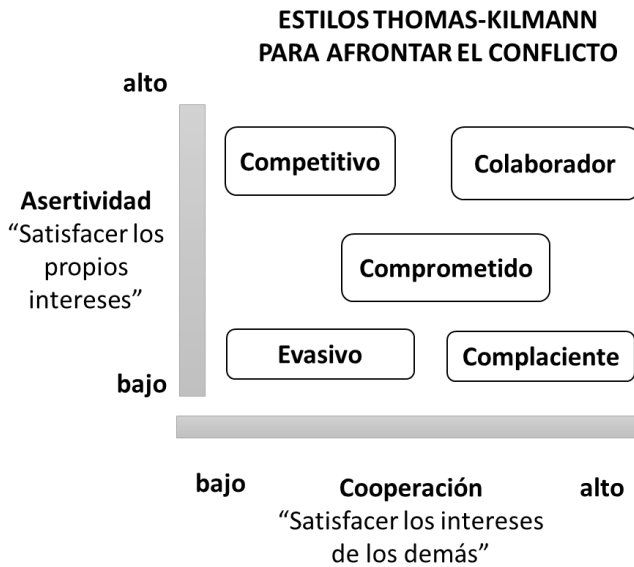 ESTILOS THOMAS-KILMANN
PARA AFRONTAR EL CONFLICTO
alto
Competitivo
Colaborador
Asertividad
“Satisfacer los
propios
intereses”
Comprometido
Evasivo
Complaciente
bajo
bajo
Cooperación
alto
“Satisfacer los intereses
de los demás”